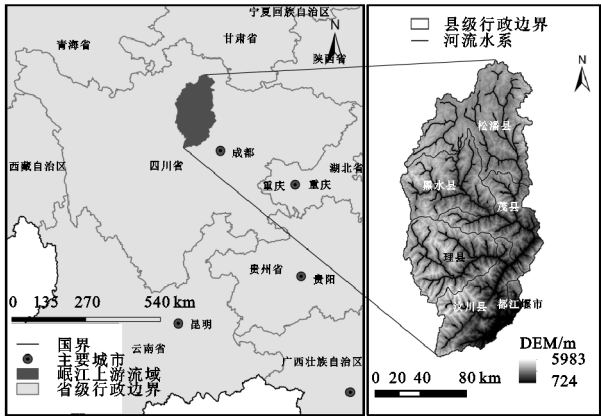 宁夏回族自治区
N
甘肃省
青海省
陕西省
西藏自治区
四川省
成都
湖北省
重庆
重庆
贵州省
贵阳
0 135 270 540 km
昆明
国界
主要城市
云南省
岷江上游流域
广西壮族自治区
省级行政边界
县级行政边界
河流水系
N
松潘县
黑水县
茂县
理县
汶川县
都江堰市
DEM/m
5983
724
0 20 40 80 km